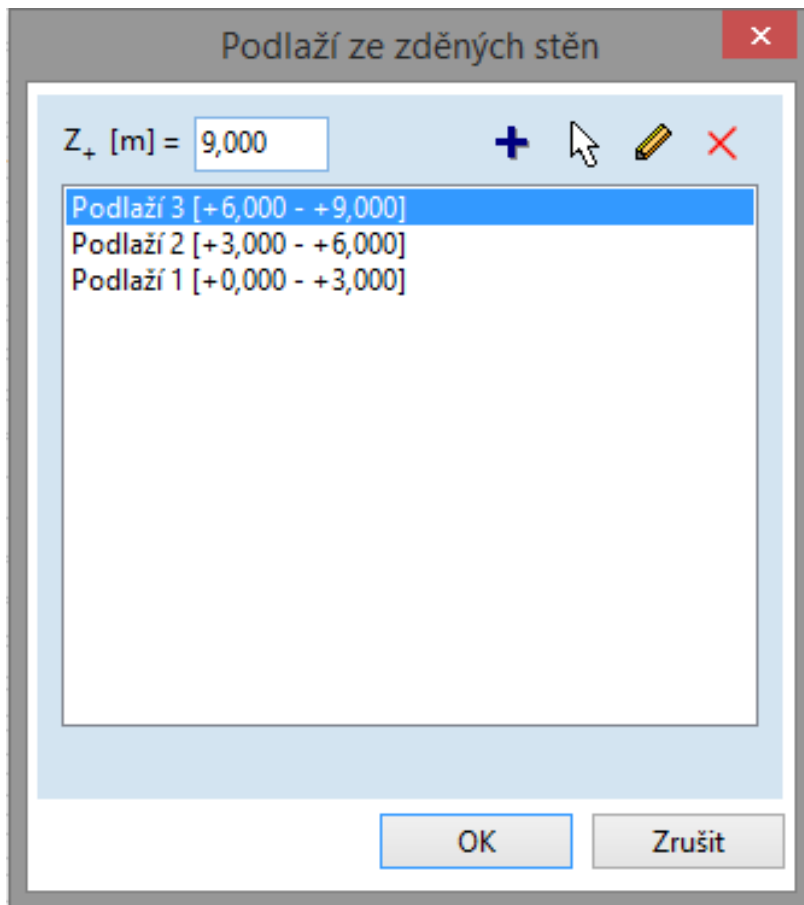 Podlaží ze zděných stěn
Z+ [m] = 9,000
Podlaží 3 [+6,000 - +9,000]
Podlaží 2 [+3,000 - +6,000]
Podlaží 1 [+0,000 - +3,000]
OK Zrušit